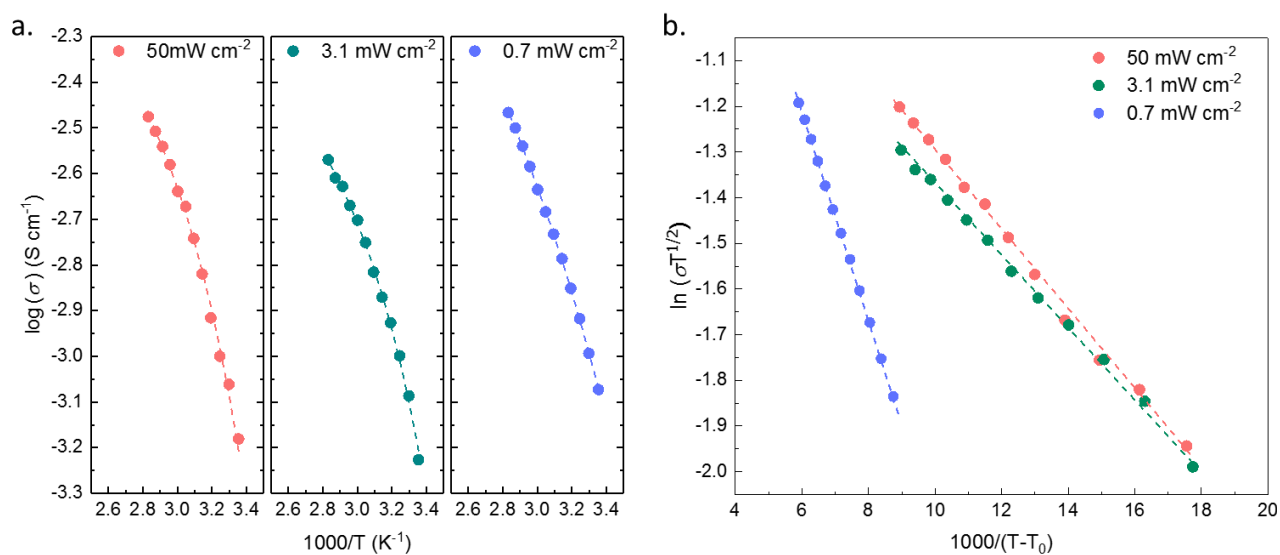 a.
50mW cm-2
3.1 mW cm-2
0.7 mW cm-2
log (σ) (S cm-1)
-2.3
-2.4
-2.5
-2.6
-2.7
-2.8
-2.9
-3.0
-3.1
-3.2
-3.3
2.6 2.8 3.0 3.2 3.4
2.6 2.8 3.0 3.2 3.4
2.6 2.8 3.0 3.2 3.4
1000/T (K-1)
b.
50 mW cm-2
3.1 mW cm-2
0.7 mW cm-2
ln (σT1/2)
-1.1
-1.2
-1.3
-1.4
-1.5
-1.6
-1.7
-1.8
-1.9
-2.0
4 6 8 10 12 14 16 18 20
1000/(T-T0)